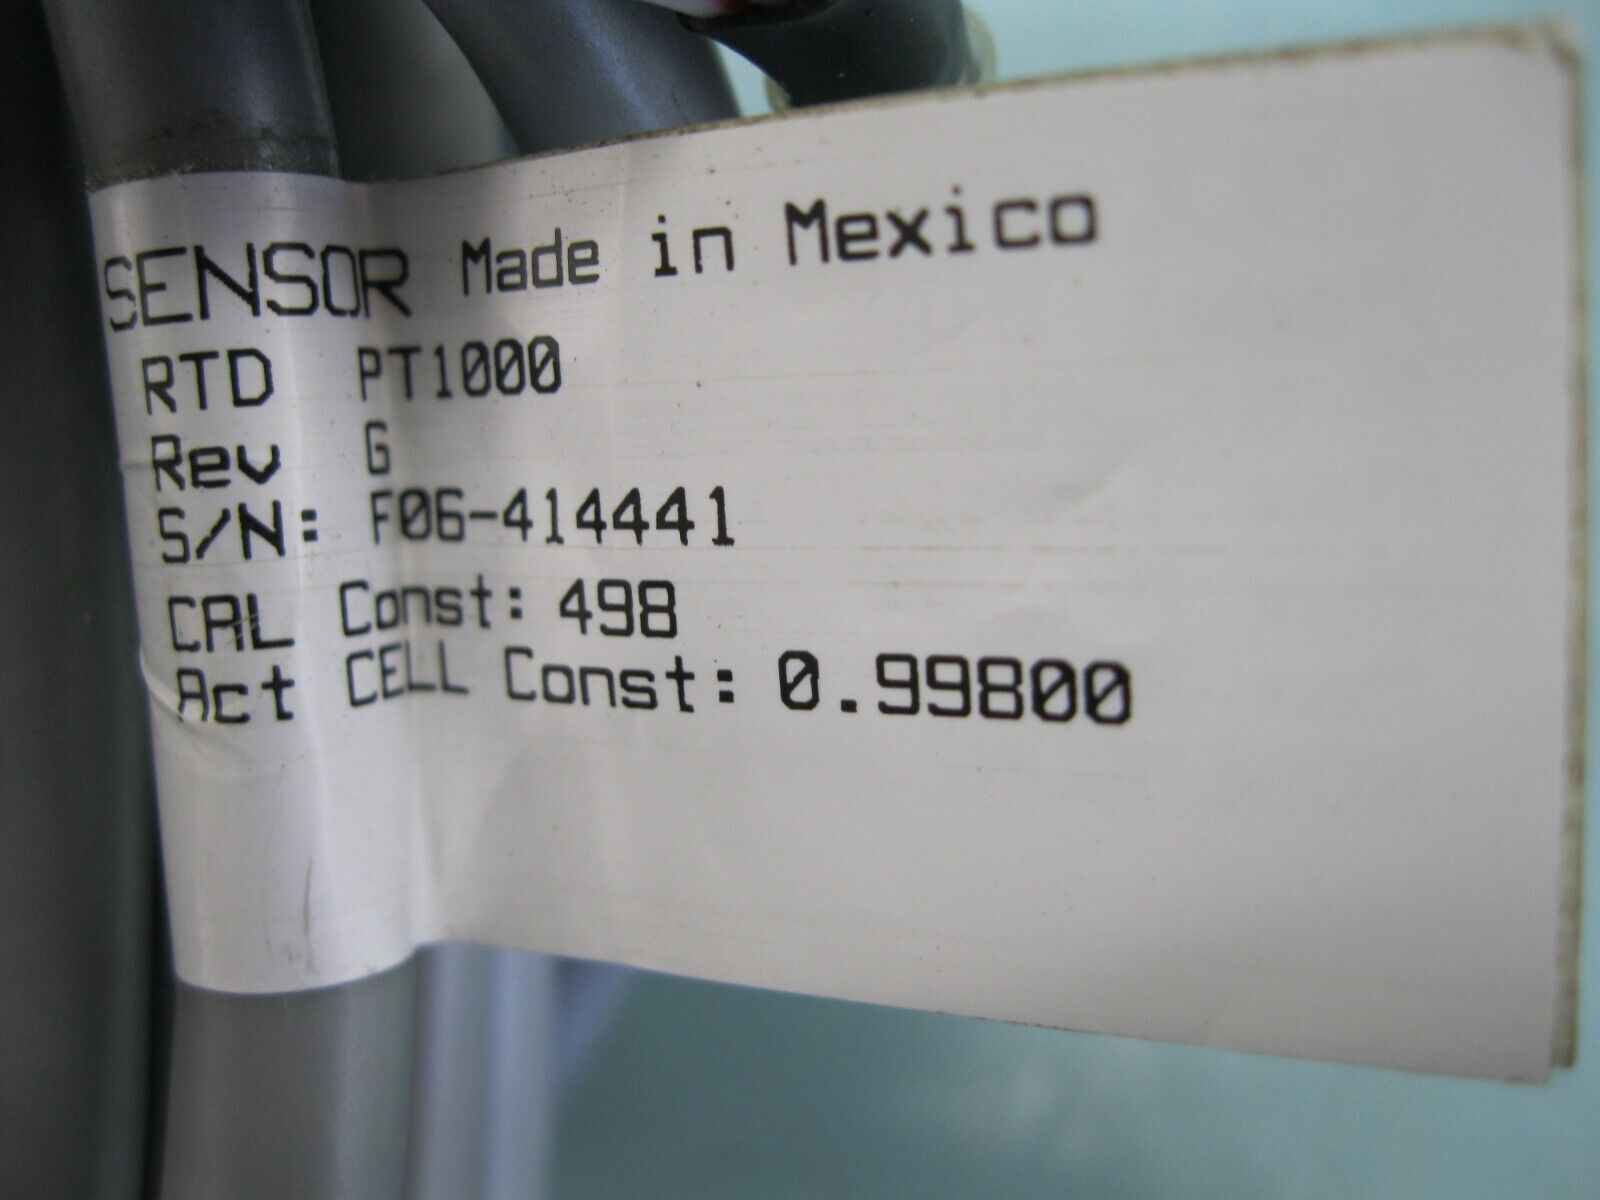 SENSOR Made in Mexico
RTD PT1000
Rev G
S/N: F06-414441
CAL Const: 498
Act CELL Const: 0.99800